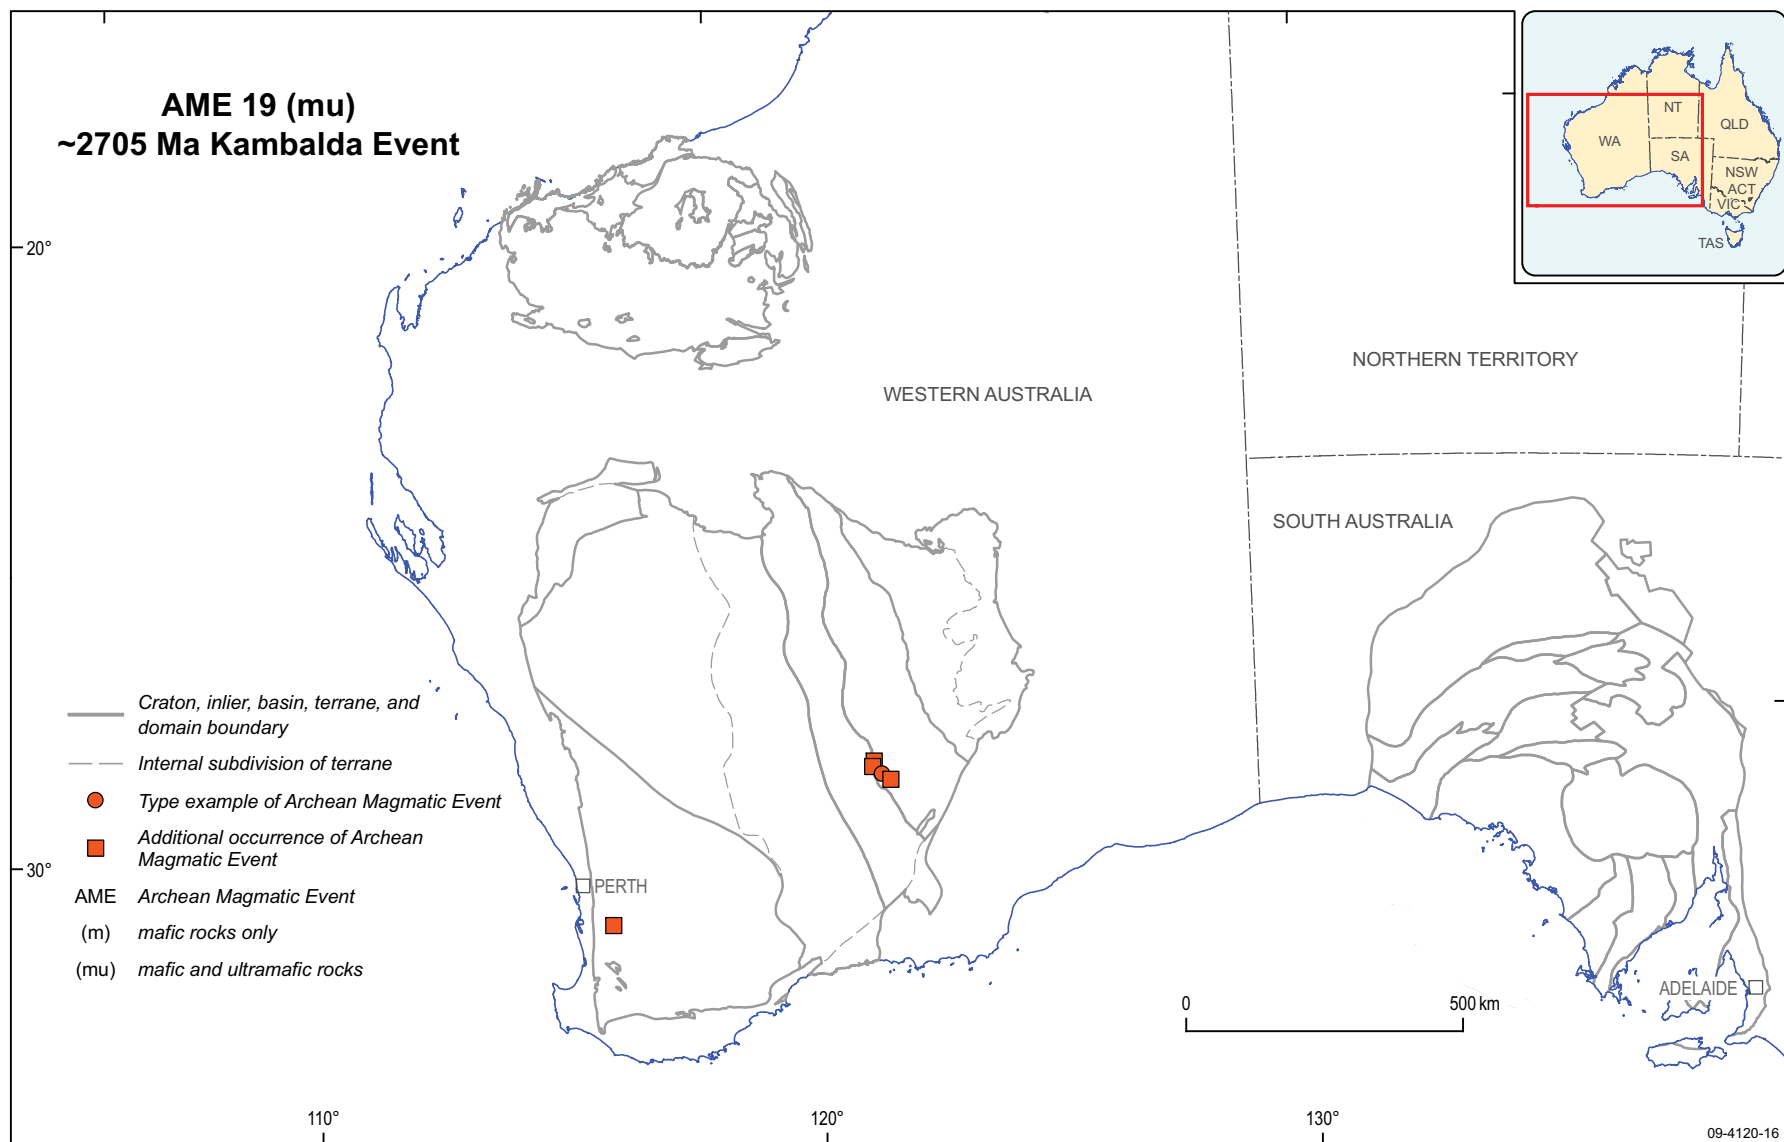 AME 19 (mu)
~2705 Ma Kambalda Event
NT
QLD
WA
SA
NSW
ACT
VIC
TAS
20°
NORTHERN TERRITORY
WESTERN AUSTRALIA
SOUTH AUSTRALIA
Craton, inlier, basin, terrane, and
domain boundary
Internal subdivision of terrane
Type example of Archean Magmatic Event
Additional occurrence of Archean
Magmatic Event
30°
PERTH
AME Archean Magmatic Event
(m) mafic rocks only
(mu) mafic and ultramafic rocks
ADELAIDE
0 500 km
110° 120° 130°
09-4120-16